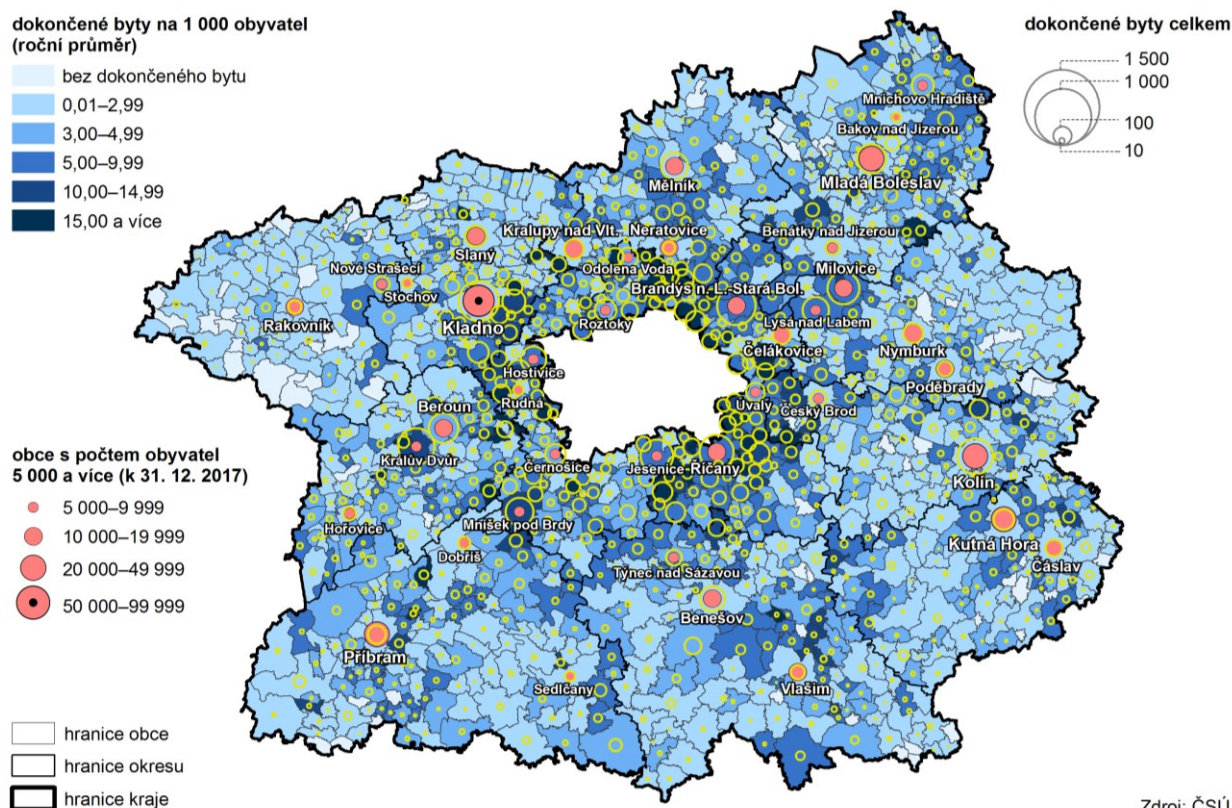 dokončené byty na 1 000 obyvatel
(roční průměr)
bez dokončeného bytu
0,01–2,99
3,00–4,99
5,00–9,99
10,00–14,99
15,00 a více
dokončené byty celkem
1 500
1 000
100
10
Mnichovo Hradiště
Bakov nad Jizerou
Mladá Boleslav
Mělník
Benátky nad Jizerou
Kralupy nad Vlt.
Neratovice
Slaný
Odolena Voda
Milovice
Nové Strašecí
Stochov
Brandýs n. L.-Stará Bol.
Rakovník
Kladno
Roztoky
Lysá nad Labem
Čelákovice
Nymburk
Hostivice
Poděbrady
Rudná
Úvaly
Český Brod
Beroun
Králův Dvůr
Černošice
Jesenice
Říčany
Kolín
Hořovice
Mníšek pod Brdy
Kutná Hora
Dobříš
Čáslav
Týnec nad Sázavou
Benešov
Příbram
Sedlčany
Vlašim
obce s počtem obyvatel
5 000 a více (k 31. 12. 2017)
5 000–9 999
10 000–19 999
20 000–49 999
50 000–99 999
hranice obce
hranice okresu
hranice kraje
Zdroj: ČSÚ